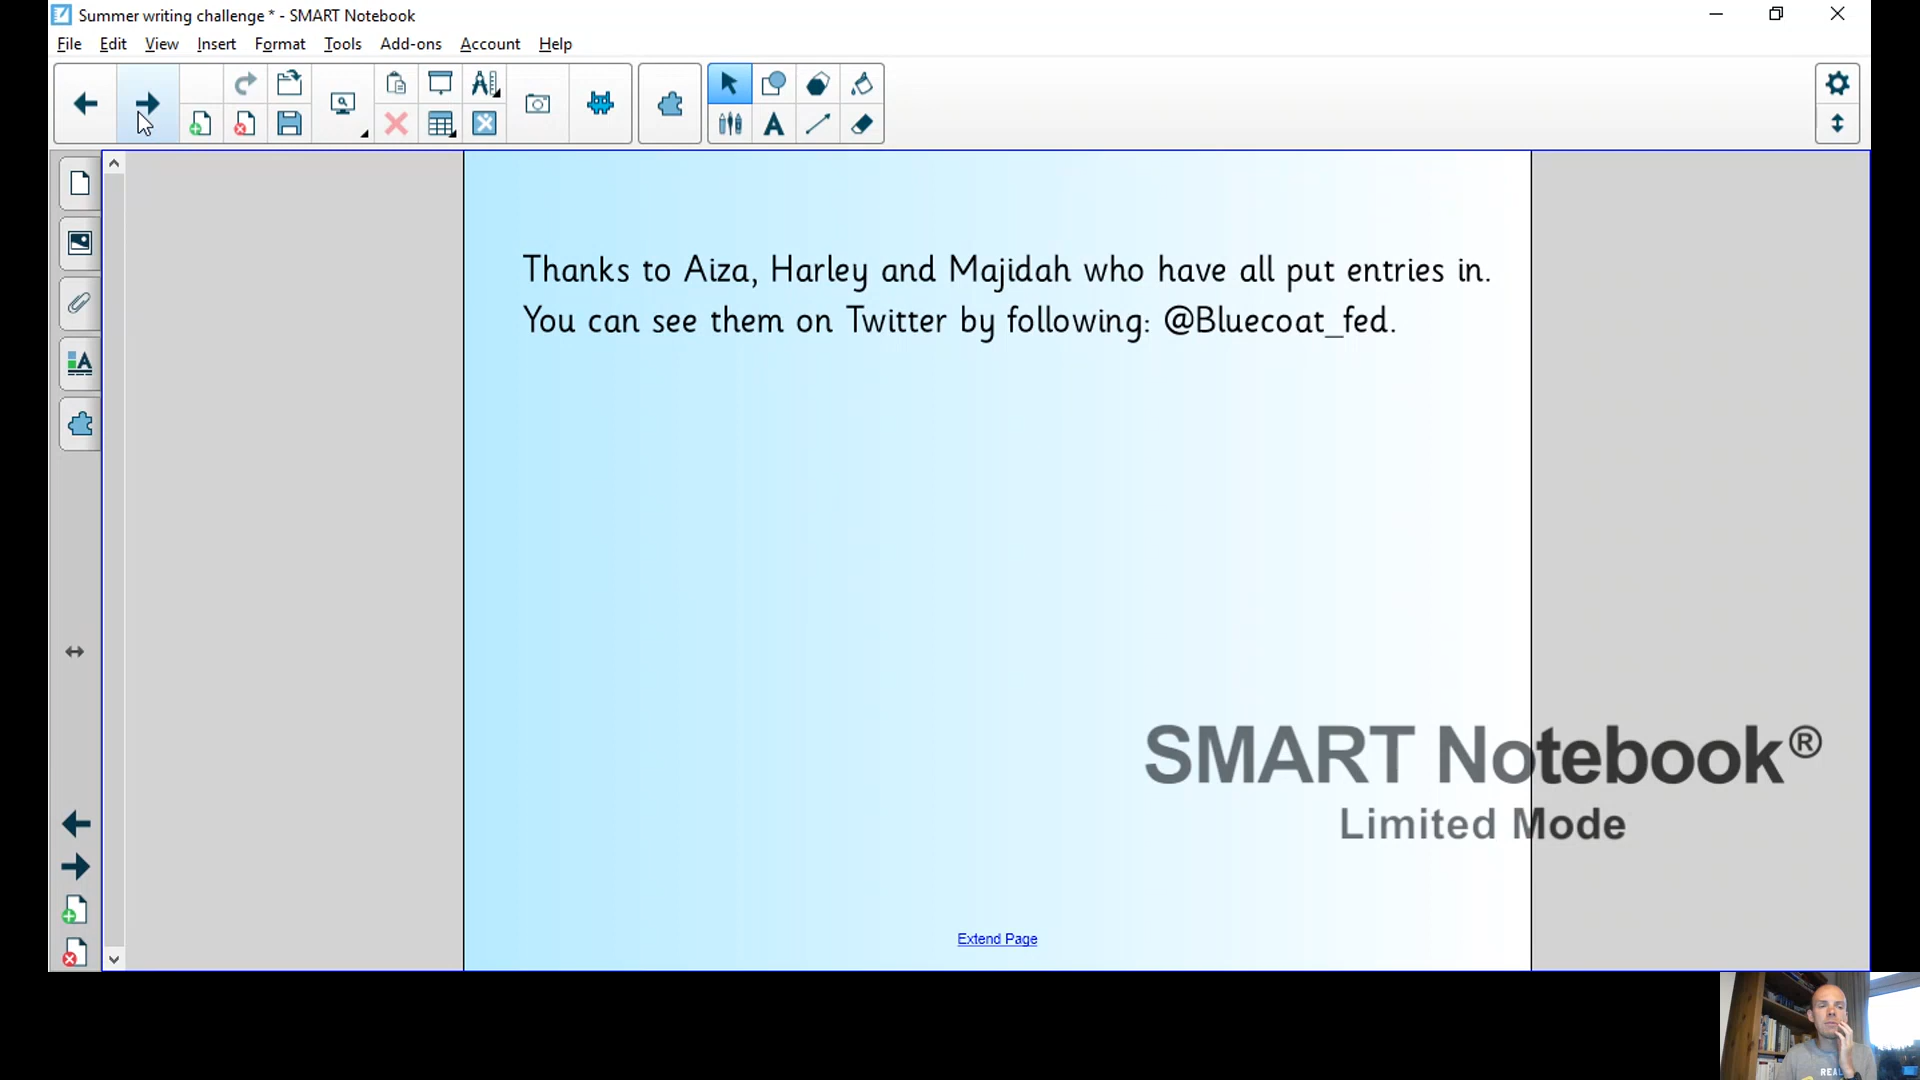 Summer writing challenge * - SMART Notebook
File Edit View Insert Format Tools Add-ons Account Help
Thanks to Aiza, Harley and Majidah who have all put entries in.
You can see them on Twitter by following: @Bluecoat_fed.
SMART Notebook®
Limited Mode
Extend Page
REAL